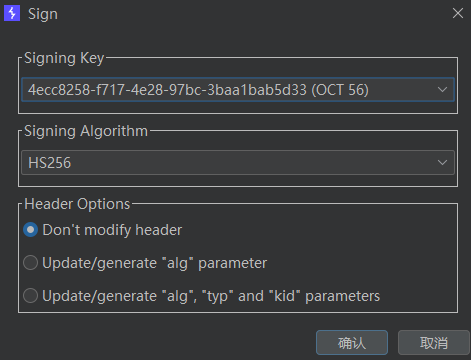 Sign
Signing Key
4ecc8258-f717-4e28-97bc-3baa1bab5d33 (OCT 56)
Signing Algorithm
HS256
Header Options
Don't modify header
Update/generate "alg" parameter
Update/generate "alg", "typ" and "kid" parameters
确认 取消